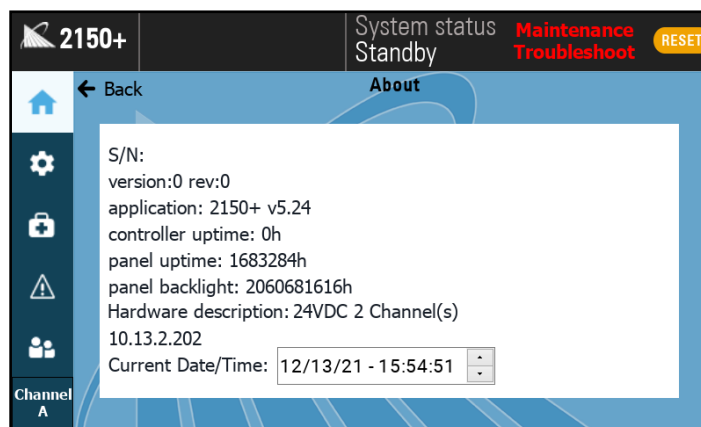 2150+
System status
Standby
Maintenance
Troubleshoot
RESET
Back
About
S/N:
version:0 rev:0
application: 2150+ v5.24
controller uptime: 0h
panel uptime: 1683284h
panel backlight: 2060681616h
Hardware description: 24VDC 2 Channel(s)
10.13.2.202
Current Date/Time: 12/13/21 - 15:54:51
Channel
A